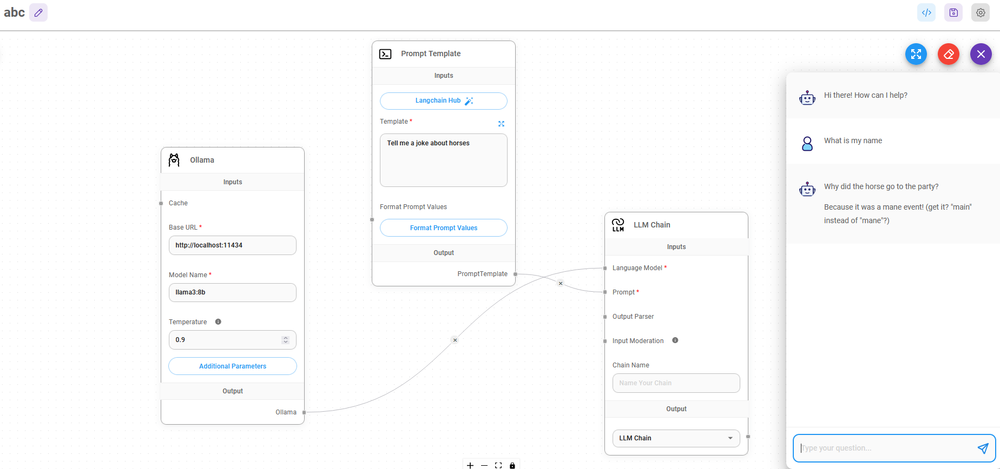 abc
Prompt Template
Inputs
Langchain Hub
Template *
Tell me a joke about horses
Format Prompt Values
Format Prompt Values
Output
PromptTemplate
Ollama
Inputs
Cache
Base URL *
http://localhost:11434
Model Name *
llama3:8b
Temperature
0.9
Additional Parameters
Output
Ollama
LLM
LLM Chain
Inputs
Language Model *
Prompt *
Output Parser
Input Moderation
Chain Name
Name Your Chain
Output
LLM Chain
Hi there! How can I help?
What is my name
Why did the horse go to the party?
Because it was a mane event! (get it? "main"
instead of "mane"?)
Type your question...